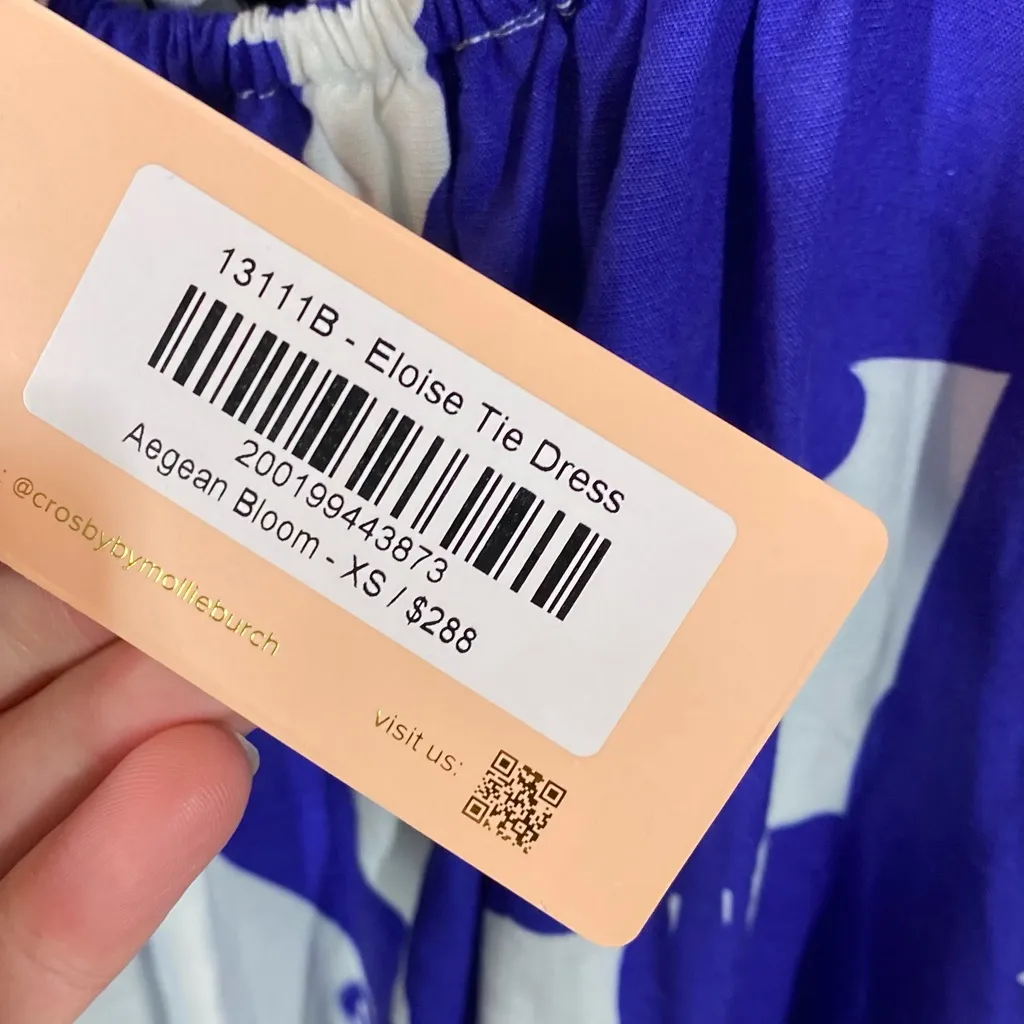 13111B - Eloise Tie Dress
200199443873
Aegean Bloom - XS / $288
: @crosbybymollieburch
visit us: